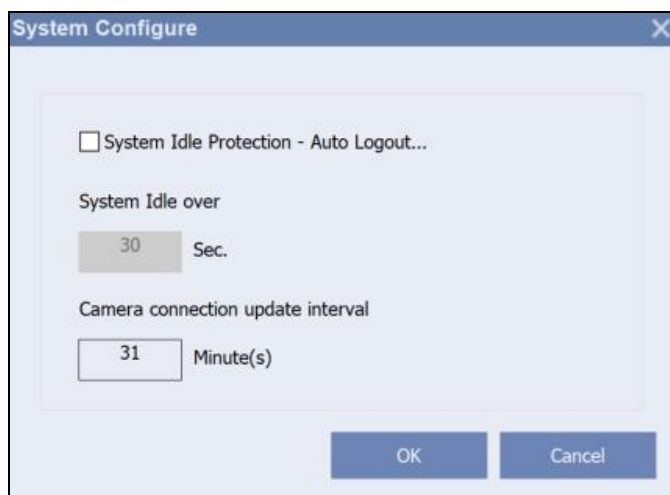 System Configure
System Idle Protection - Auto Logout...
System Idle over
30 Sec.
Camera connection update interval
31 Minute(s)
OK Cancel